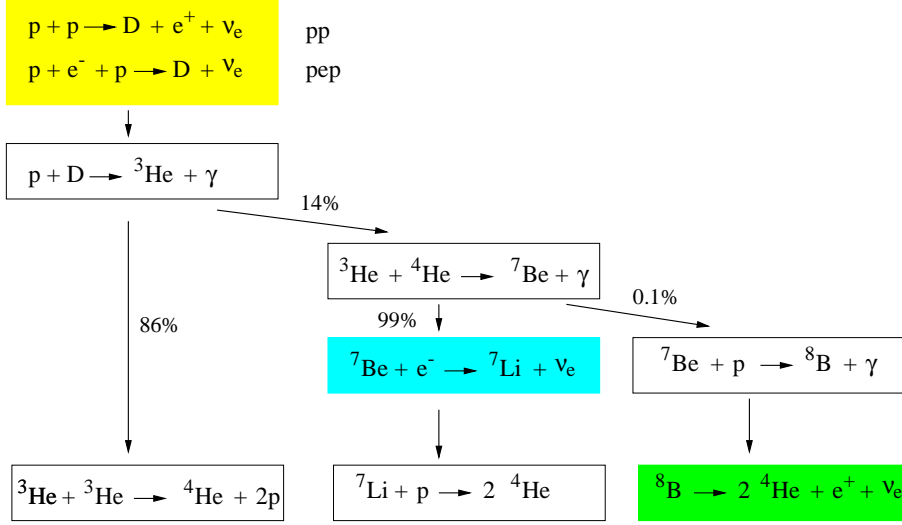 p + p → D + e⁺ + νₑ pp
p + e⁻ + p → D + νₑ pep
p + D → ³He + γ
14%
³He + ⁴He → ⁷Be + γ
0.1%
99%
86%
⁷Be + e⁻ → ⁷Li + νₑ
⁷Be + p → ⁸B + γ
³He + ³He → ⁴He + 2p
⁷Li + p → 2 ⁴He
⁸B → 2 ⁴He + e⁺ + νₑ